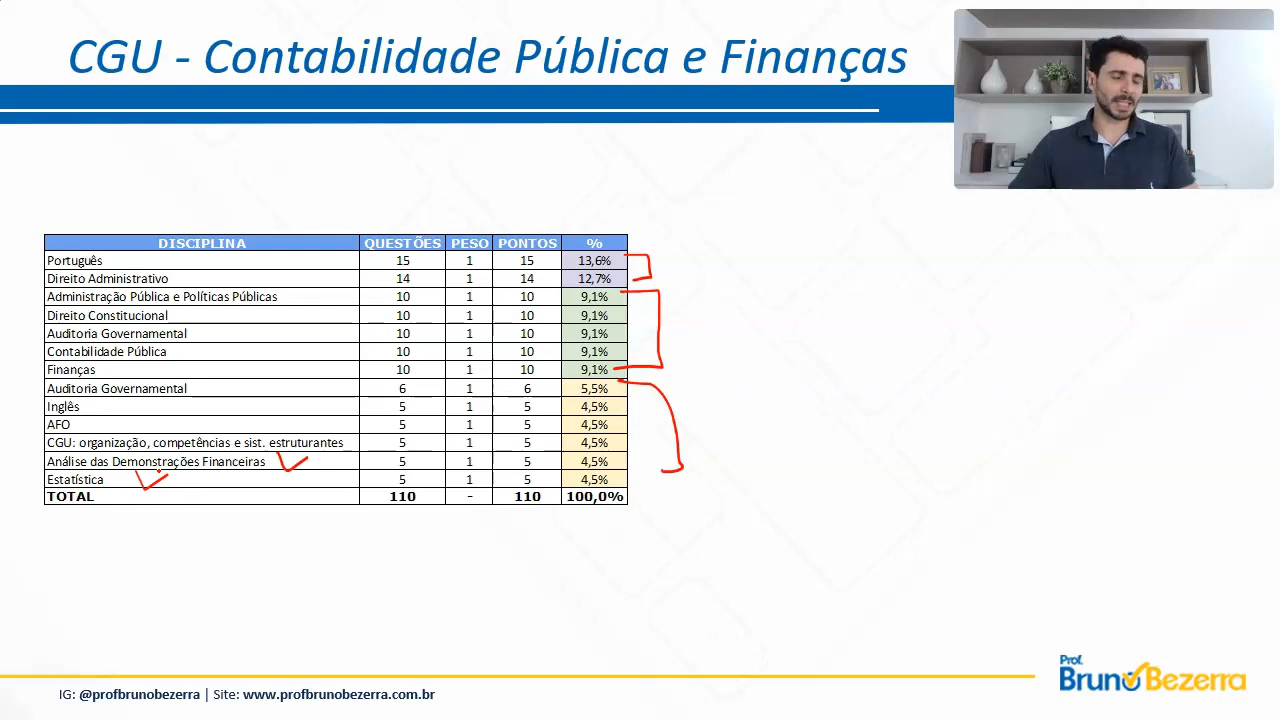 CGU - Contabilidade Pública e Finanças
DISCIPLINA QUESTÕES PESO PONTOS %
Português 15 1 15 13,6%
Direito Administrativo 14 1 14 12,7%
Administração Pública e Políticas Públicas 10 1 10 9,1%
Direito Constitucional 10 1 10 9,1%
Auditoria Governamental 10 1 10 9,1%
Contabilidade Pública 10 1 10 9,1%
Finanças 10 1 10 9,1%
Auditoria Governamental 6 1 6 5,5%
Inglês 5 1 5 4,5%
AFO 5 1 5 4,5%
CGU: organização, competências e sist. estruturantes 5 1 5 4,5%
Análise das Demonstrações Financeiras 5 1 5 4,5%
Estatística 5 1 5 4,5%
TOTAL 110 - 110 100,0%
Prof.
Bruno Bezerra
IG: @profbrunobezerra | Site: www.profbrunobezerra.com.br